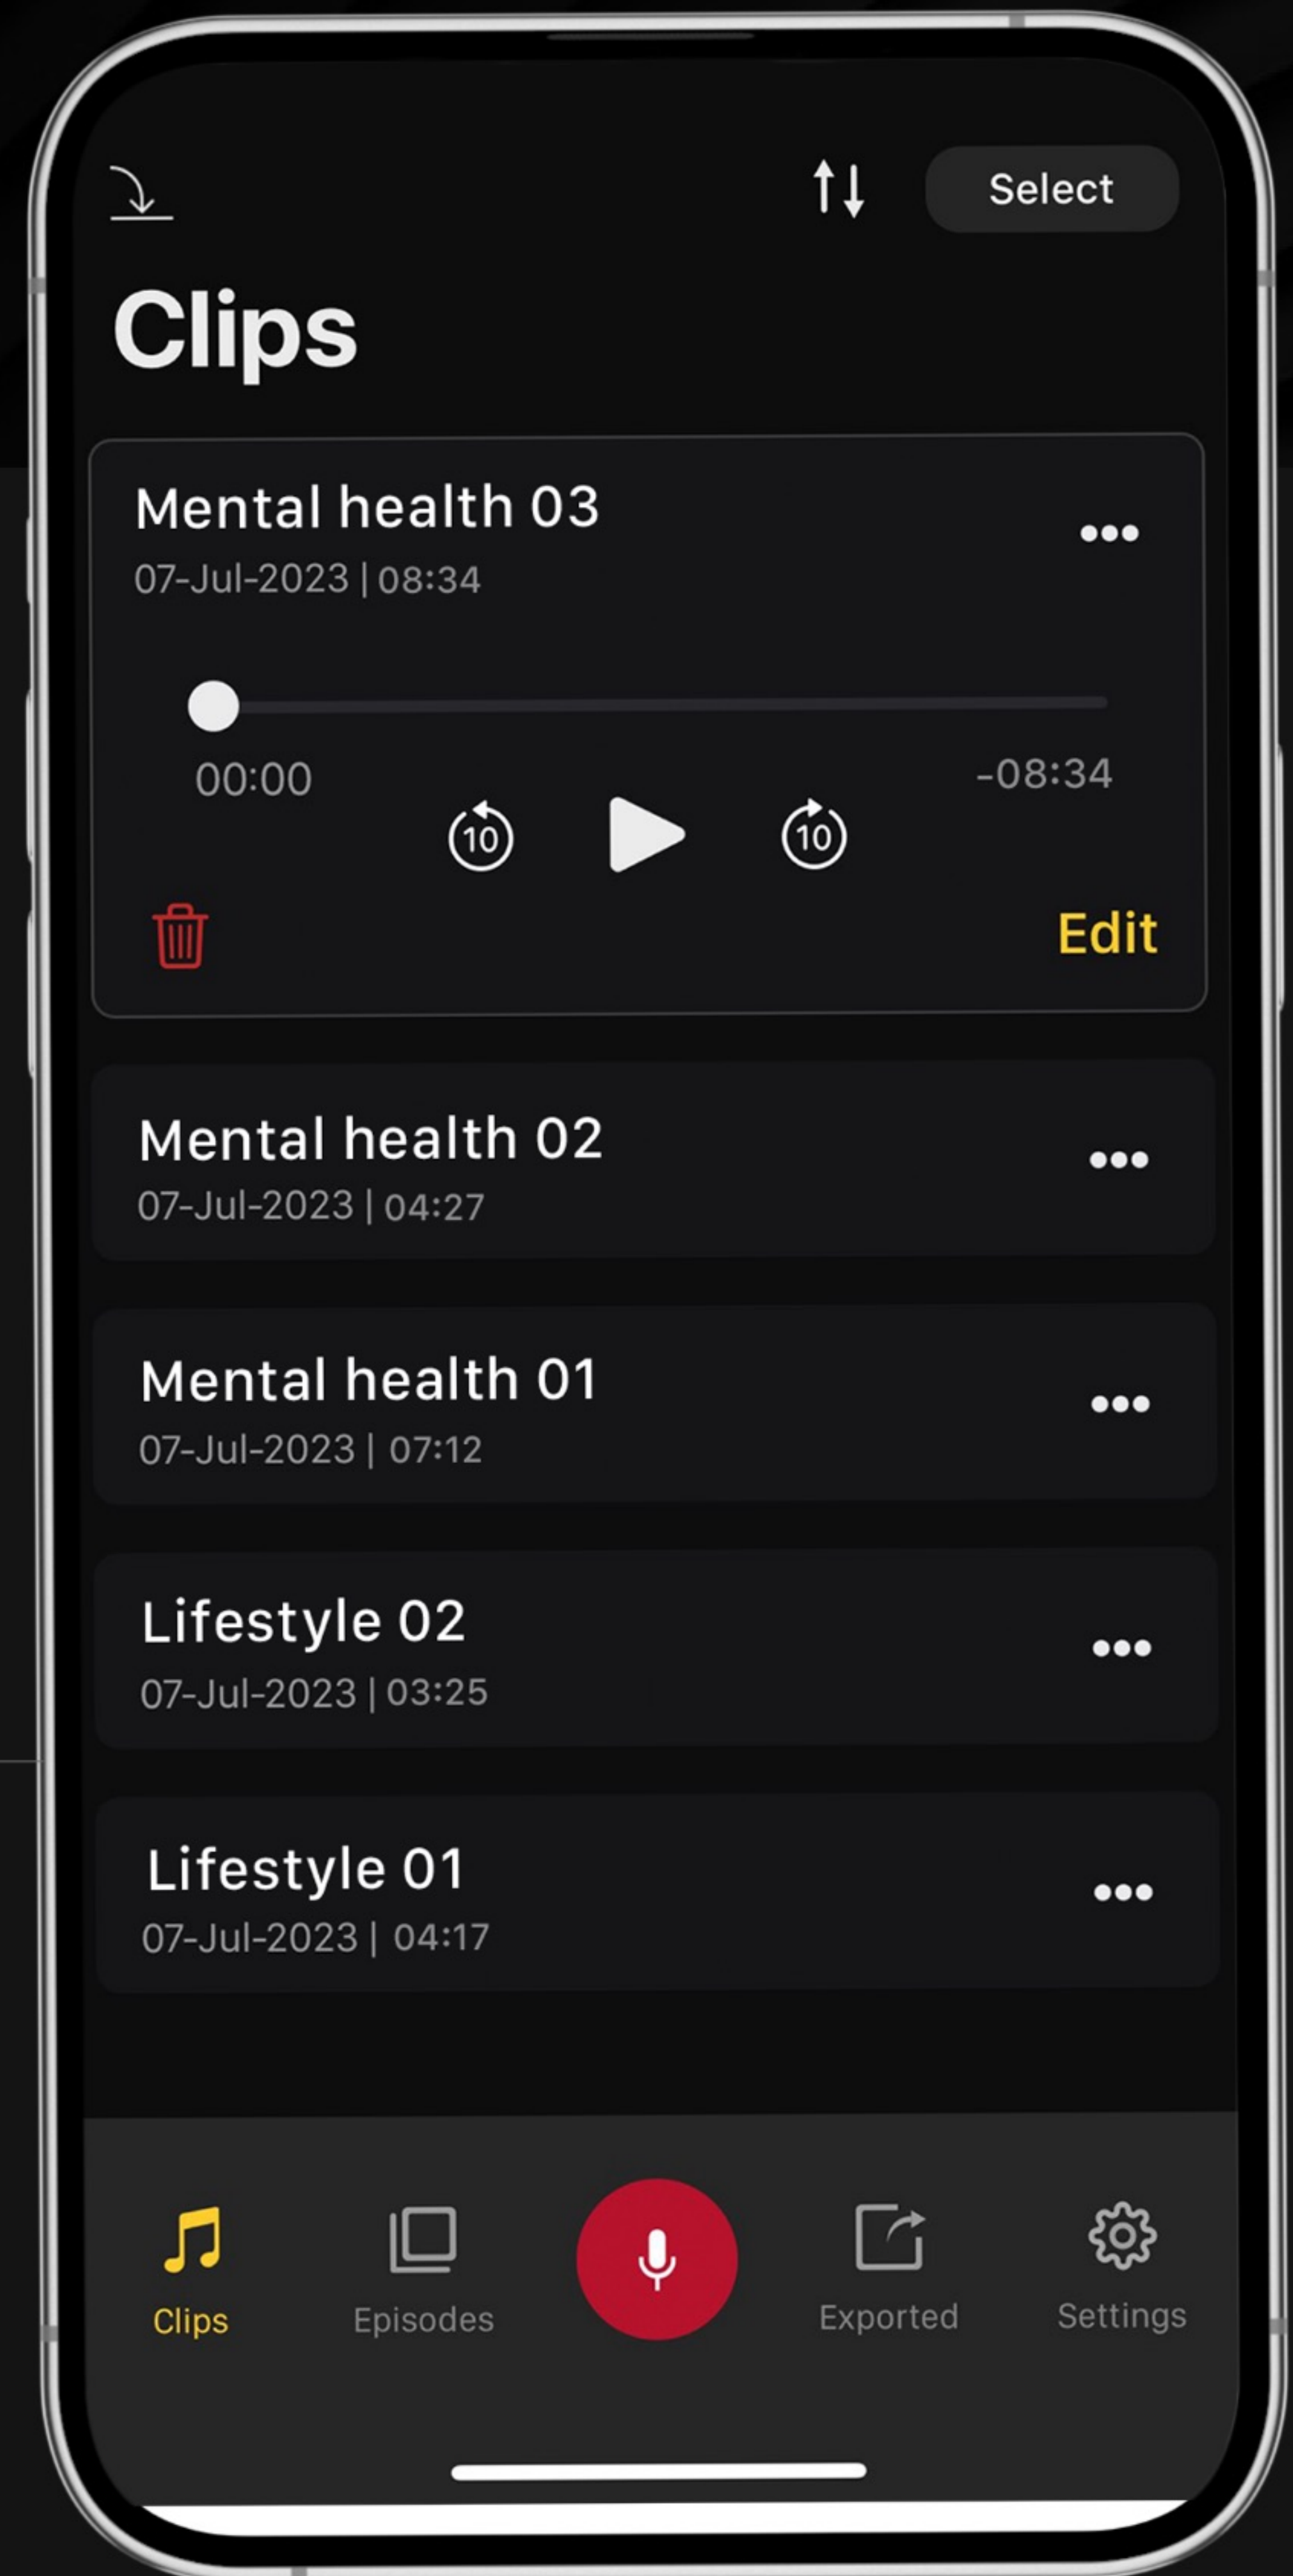 Select
Clips
Mental health 03
07-Jul-2023 | 08:34
00:00
-08:34
10
10
Edit
Mental health 02
07-Jul-2023 | 04:27
Mental health 01
07-Jul-2023 | 07:12
Lifestyle 02
07-Jul-2023 | 03:25
Lifestyle 01
07-Jul-2023 | 04:17
Clips
Episodes
Exported
Settings